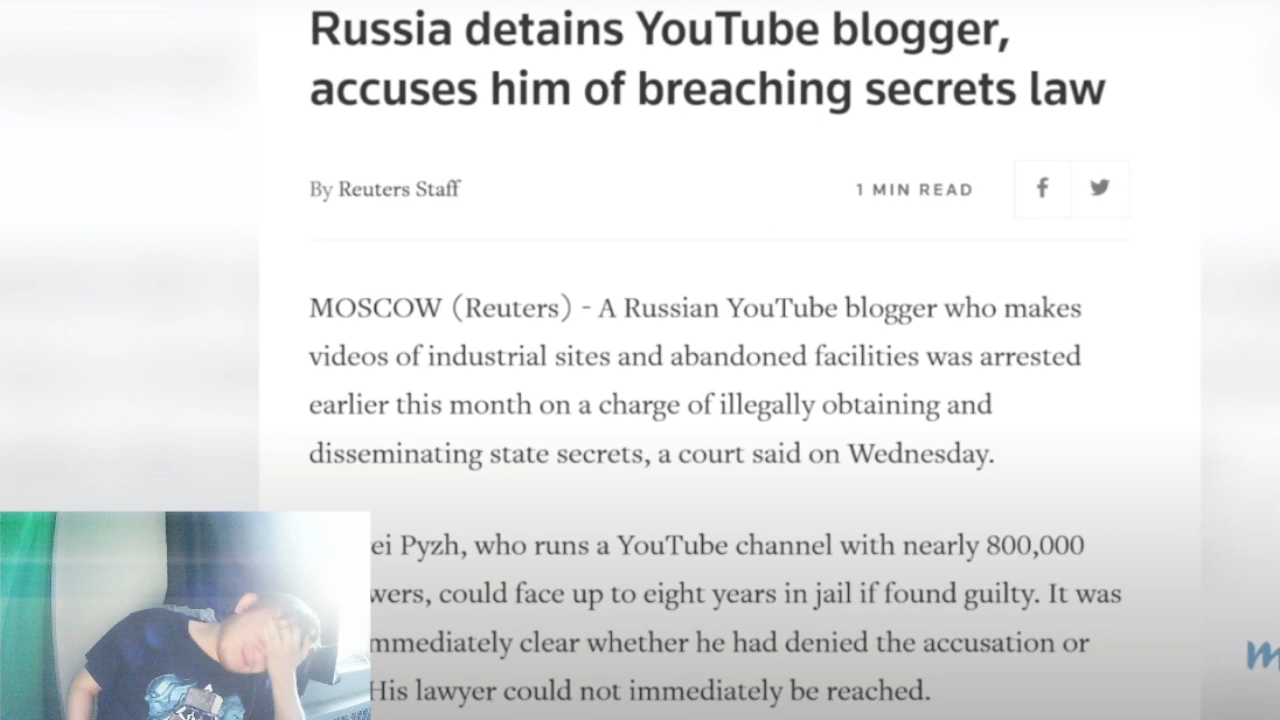 Russia detains YouTube blogger,
accuses him of breaching secrets law
By Reuters Staff
1 MIN READ
MOSCOW (Reuters) - A Russian YouTube blogger who makes
videos of industrial sites and abandoned facilities was arrested
earlier this month on a charge of illegally obtaining and
disseminating state secrets, a court said on Wednesday.
ei Pyzh, who runs a YouTube channel with nearly 800,000
wers, could face up to eight years in jail if found guilty. It was
mmediately clear whether he had denied the accusation or
His lawyer could not immediately be reached.